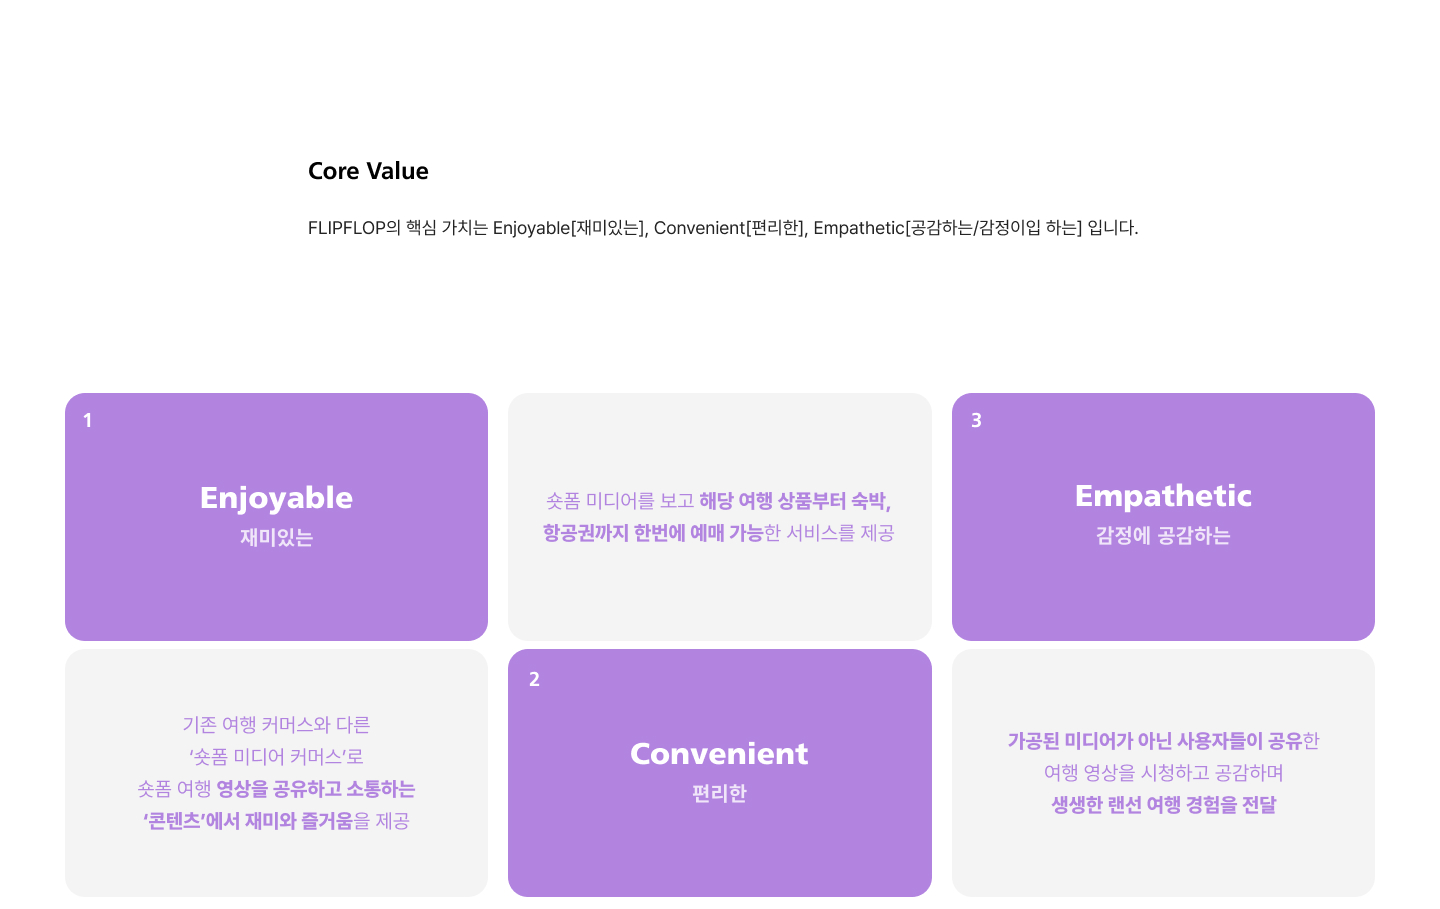 Core Value
FLIPFLOP의 핵심 가치는 Enjoyable[재미있는], Convenient[편리한], Empathetic[공감하는/감정이입 하는] 입니다.
1
Enjoyable
재미있는
기존 여행 커머스와 다른
‘숏폼 미디어 커머스’로
숏폼 여행 영상을 공유하고 소통하는
‘콘텐츠’에서 재미와 즐거움을 제공
숏폼 미디어를 보고 해당 여행 상품부터 숙박,
항공권까지 한번에 예매 가능한 서비스를 제공
2
Convenient
편리한
3
Empathetic
감정에 공감하는
가공된 미디어가 아닌 사용자들이 공유한
여행 영상을 시청하고 공감하며
생생한 랜선 여행 경험을 전달